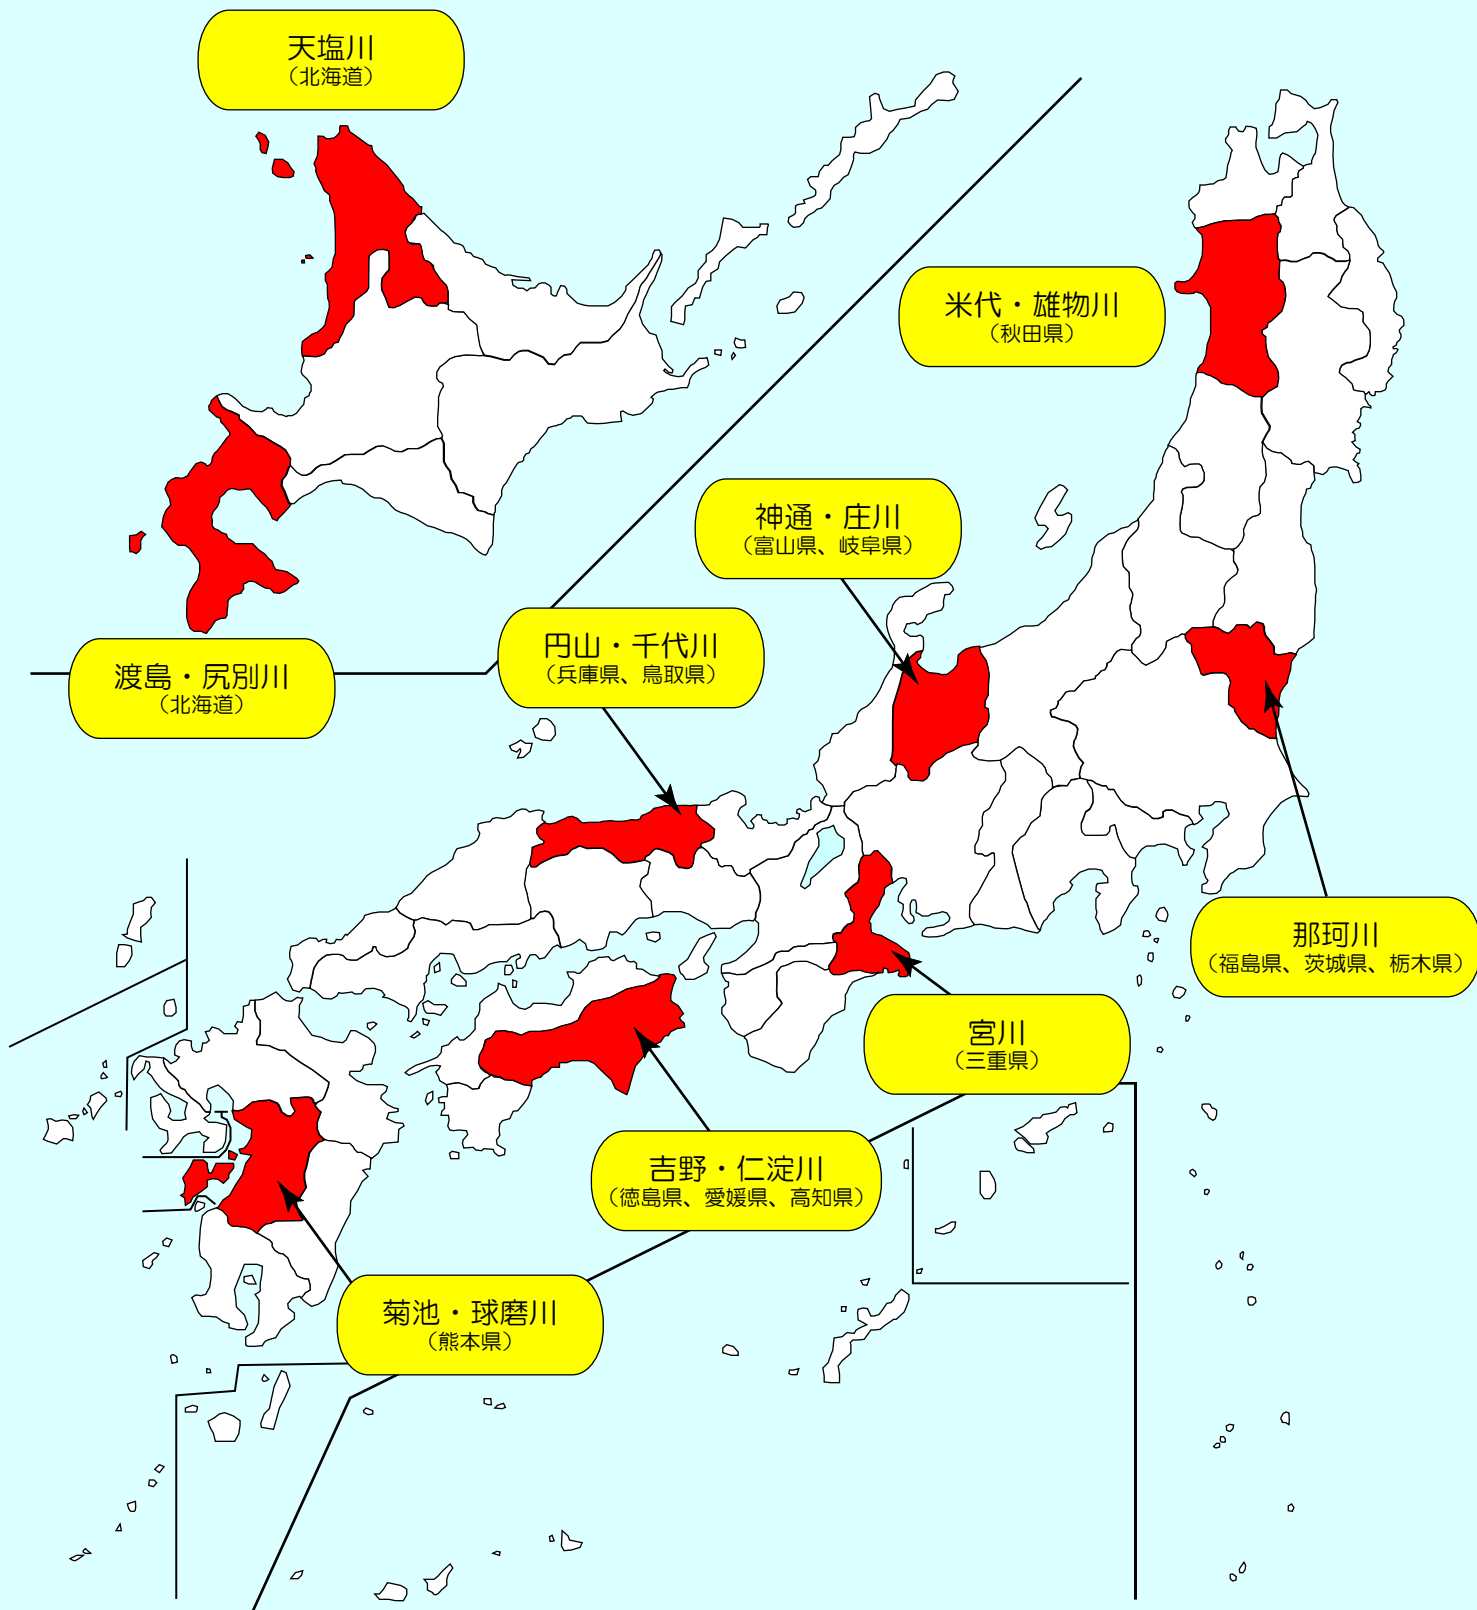 天塩川
（北海道）
米代・雄物川
（秋田県）
神通・庄川
（富山県、岐阜県）
円山・千代川
（兵庫県、鳥取県）
渡島・尻別川
（北海道）
那珂川
（福島県、茨城県、栃木県）
宮川
（三重県）
吉野・仁淀川
（徳島県、愛媛県、高知県）
菊池・球磨川
（熊本県）